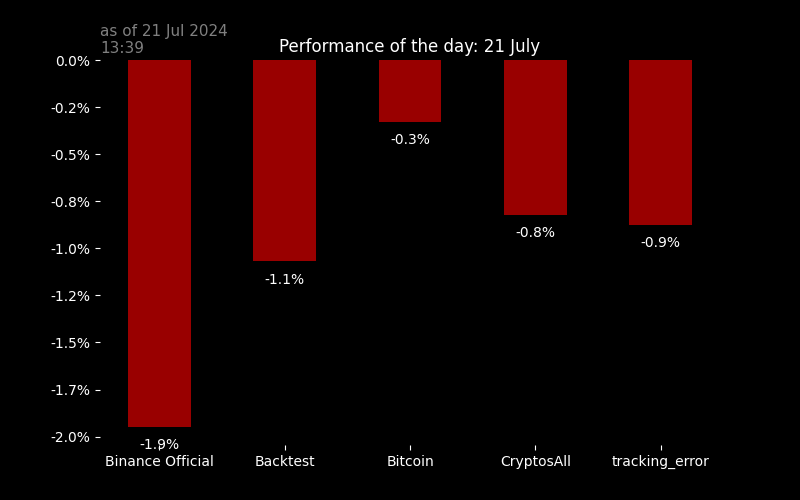 as of 21 Jul 2024
13:39
Performance of the day: 21 July
0.0%
-0.2%
-0.5%
-0.8%
-1.0%
-1.2%
-1.5%
-1.7%
-2.0%
-1.9%
-1.1%
-0.3%
-0.8%
-0.9%
Binance Official
Backtest
Bitcoin
CryptosAll
tracking_error